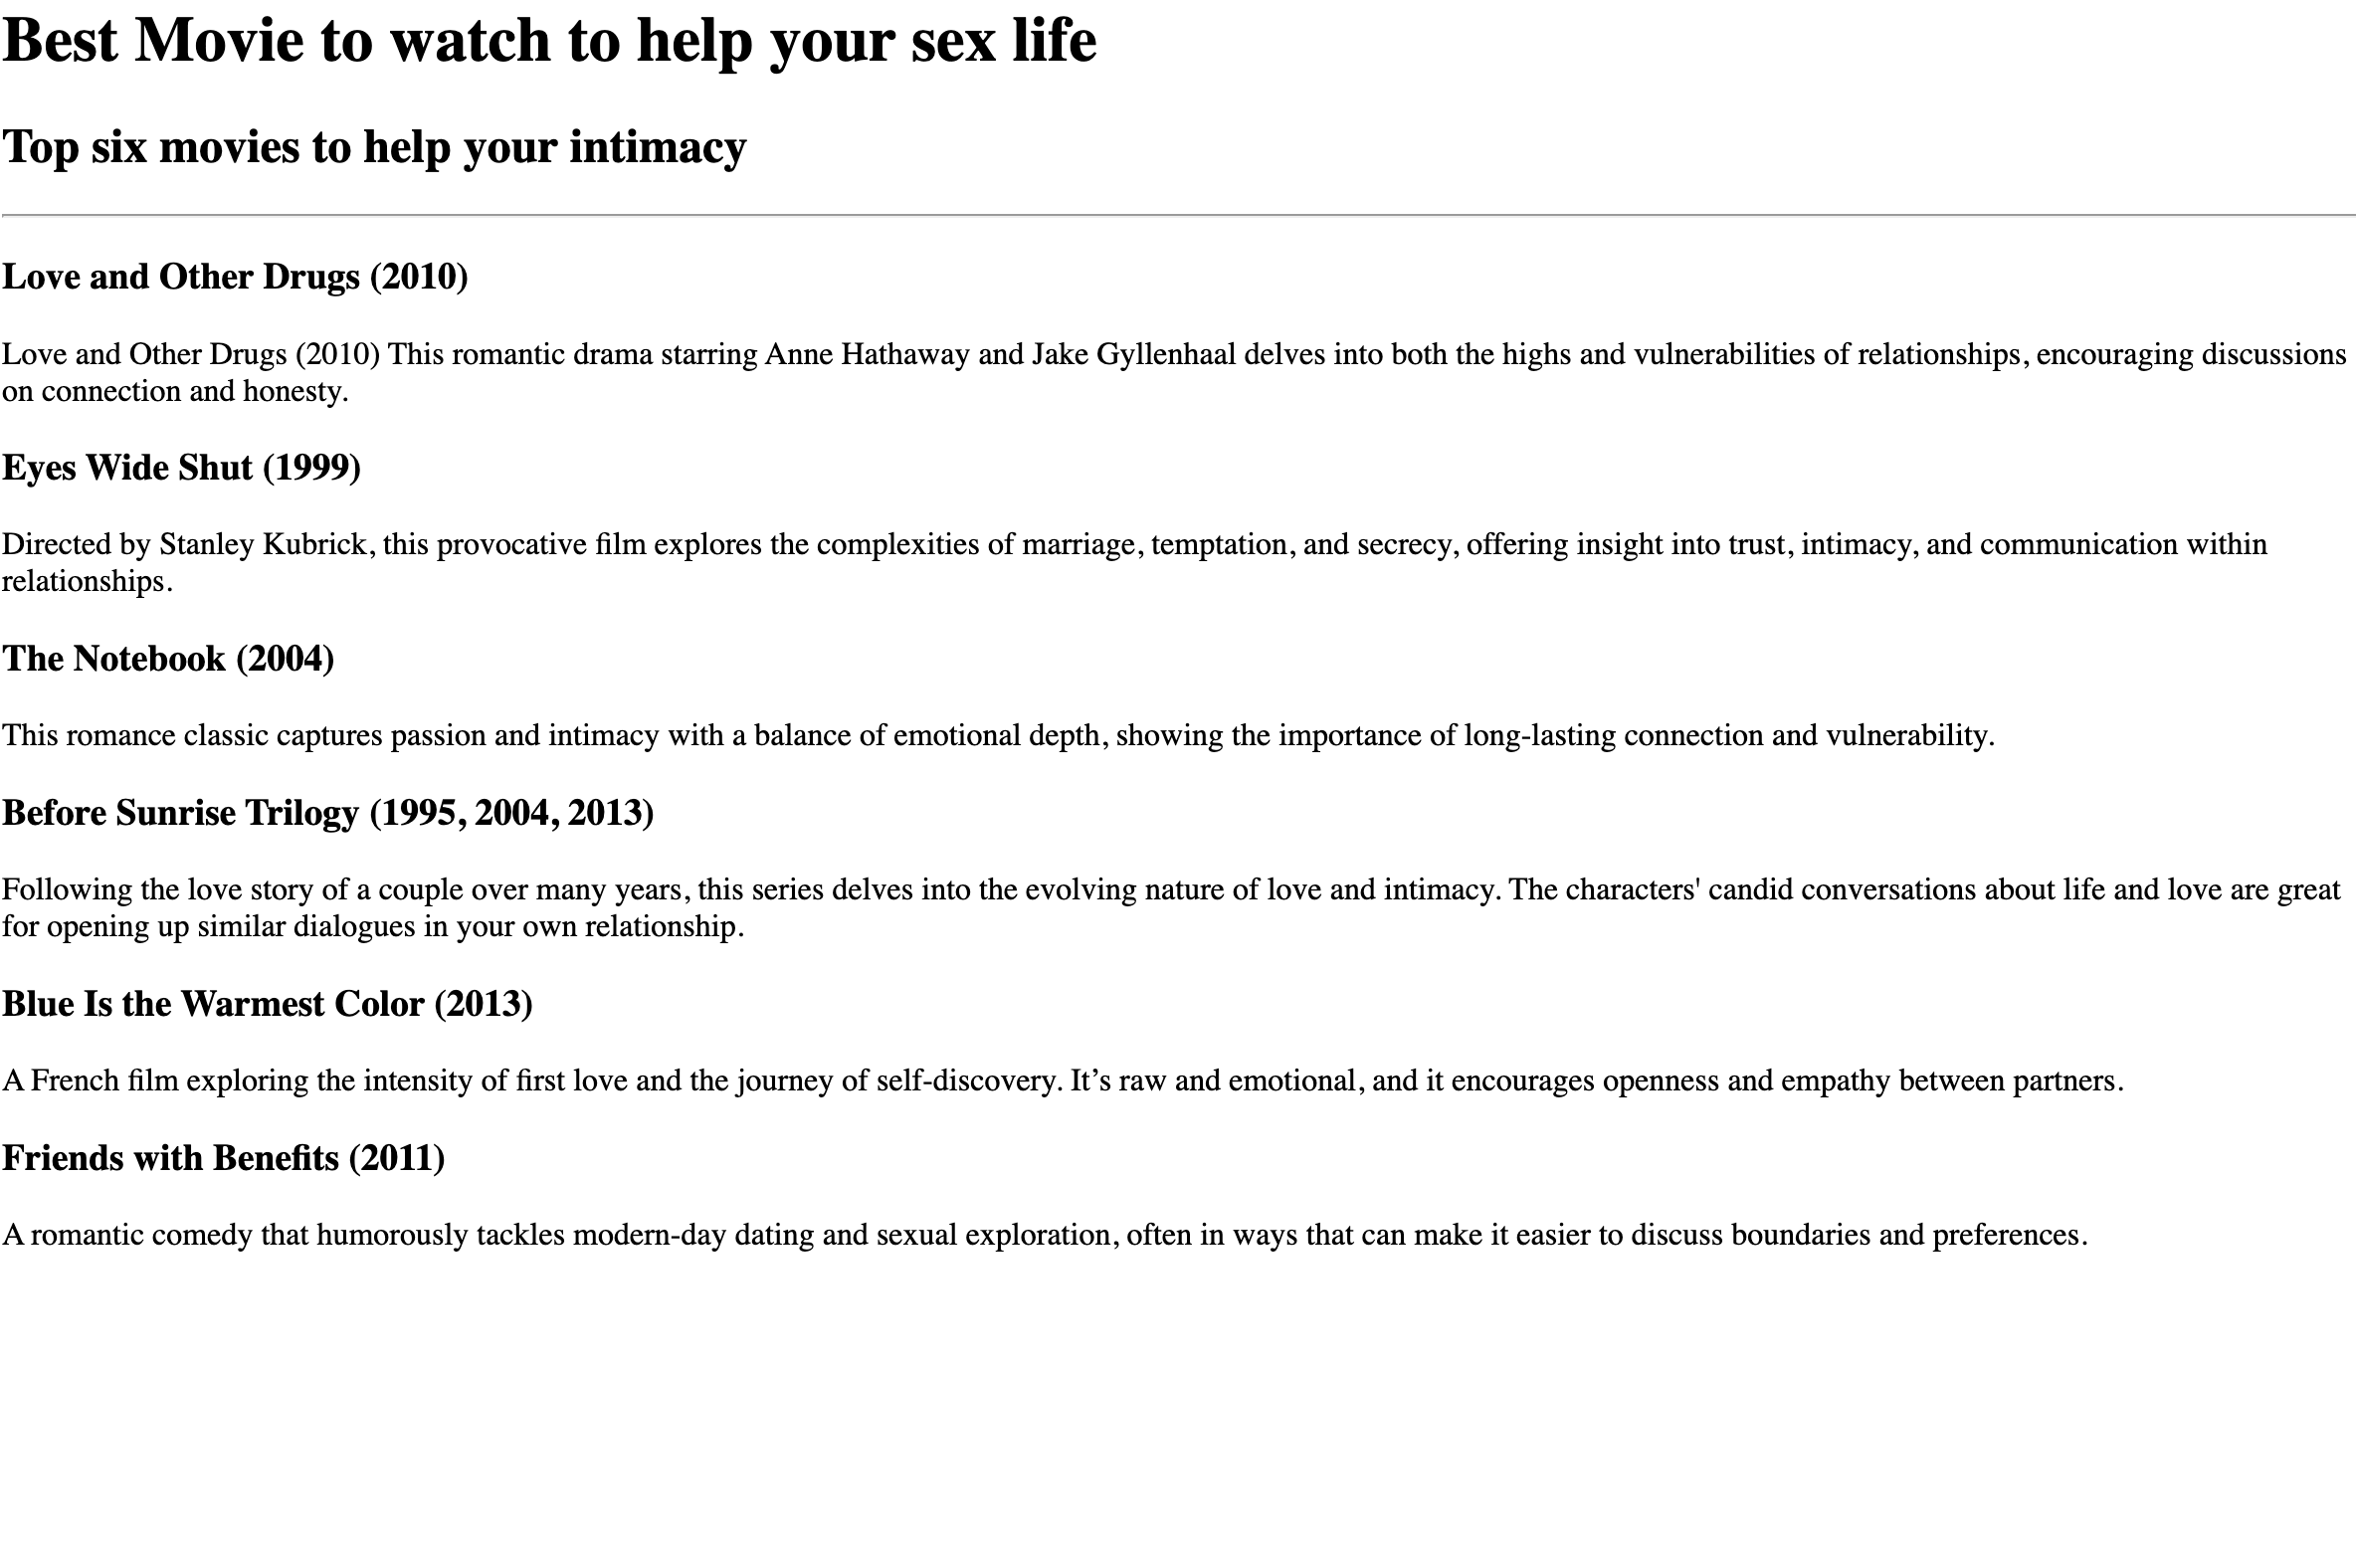 Best Movie to watch to help your sex life
Top six movies to help your intimacy
Love and Other Drugs (2010)
Love and Other Drugs (2010) This romantic drama starring Anne Hathaway and Jake Gyllenhaal delves into both the highs and vulnerabilities of relationships, encouraging discussions
on connection and honesty.
Eyes Wide Shut (1999)
Directed by Stanley Kubrick, this provocative film explores the complexities of marriage, temptation, and secrecy, offering insight into trust, intimacy, and communication within
relationships.
The Notebook (2004)
This romance classic captures passion and intimacy with a balance of emotional depth, showing the importance of long-lasting connection and vulnerability.
Before Sunrise Trilogy (1995, 2004, 2013)
Following the love story of a couple over many years, this series delves into the evolving nature of love and intimacy. The characters' candid conversations about life and love are great
for opening up similar dialogues in your own relationship.
Blue Is the Warmest Color (2013)
A French film exploring the intensity of first love and the journey of self-discovery. It’s raw and emotional, and it encourages openness and empathy between partners.
Friends with Benefits (2011)
A romantic comedy that humorously tackles modern-day dating and sexual exploration, often in ways that can make it easier to discuss boundaries and preferences.